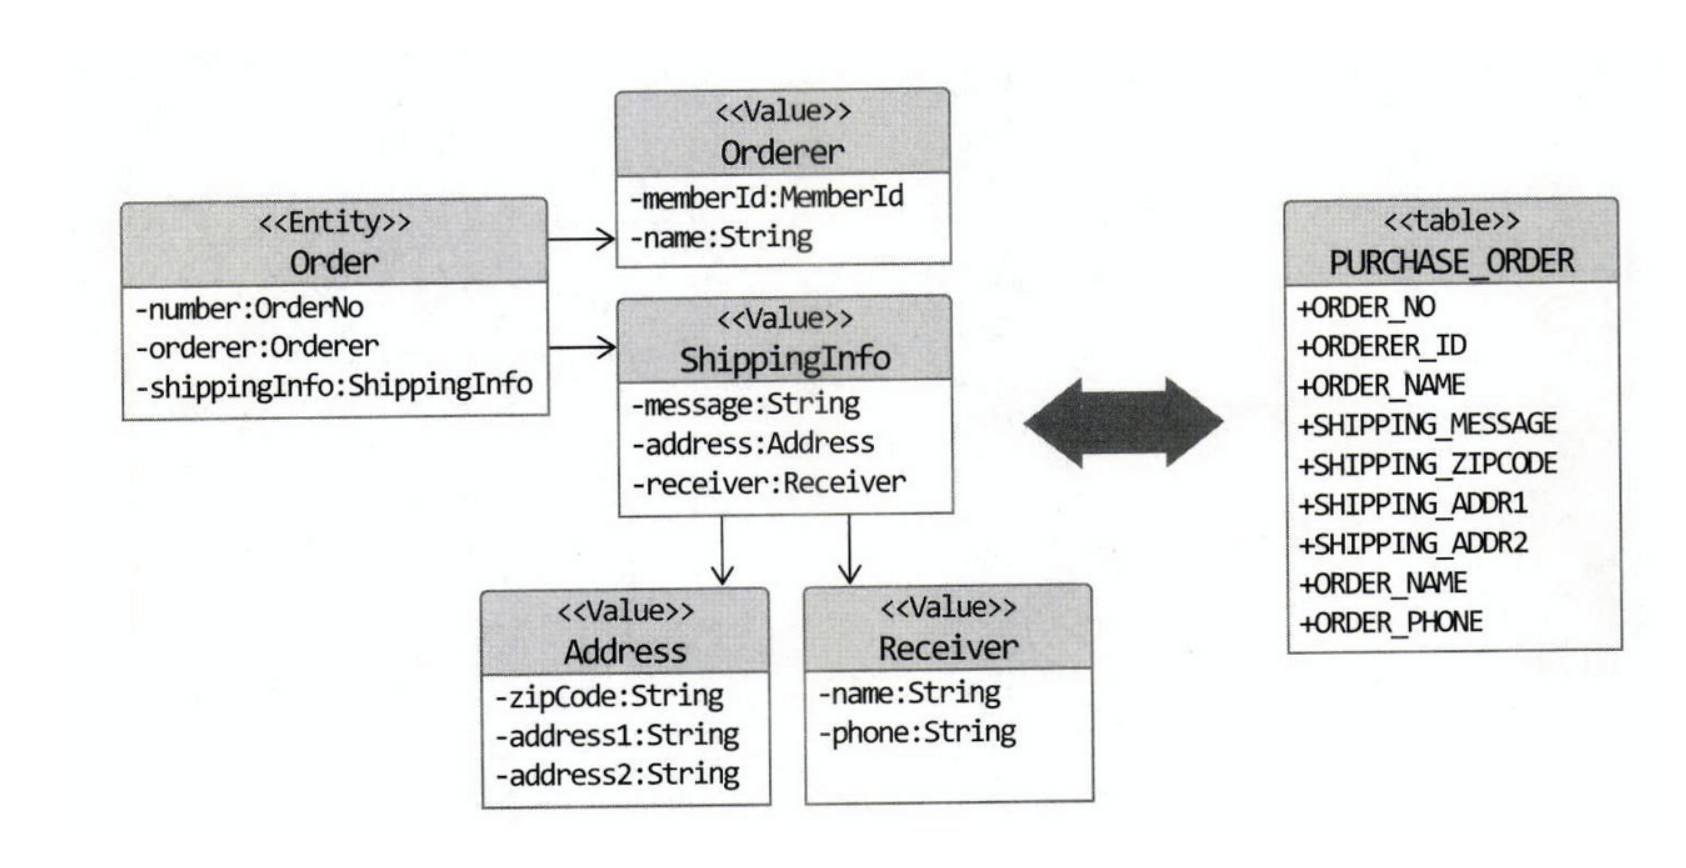 <<Value>>
Orderer
-memberId:MemberId
-name:String
<<Entity>>
Order
-number:OrderNo
-orderer:Orderer
-shippingInfo:ShippingInfo
<<Value>>
ShippingInfo
-message:String
-address:Address
-receiver:Receiver
<<Value>>
Address
-zipCode:String
-address1:String
-address2:String
<<Value>>
Receiver
-name:String
-phone:String
<<table>>
PURCHASE_ORDER
+ORDER_NO
+ORDERER_ID
+ORDER_NAME
+SHIPPING_MESSAGE
+SHIPPING_ZIPCODE
+SHIPPING_ADDR1
+SHIPPING_ADDR2
+ORDER_NAME
+ORDER_PHONE